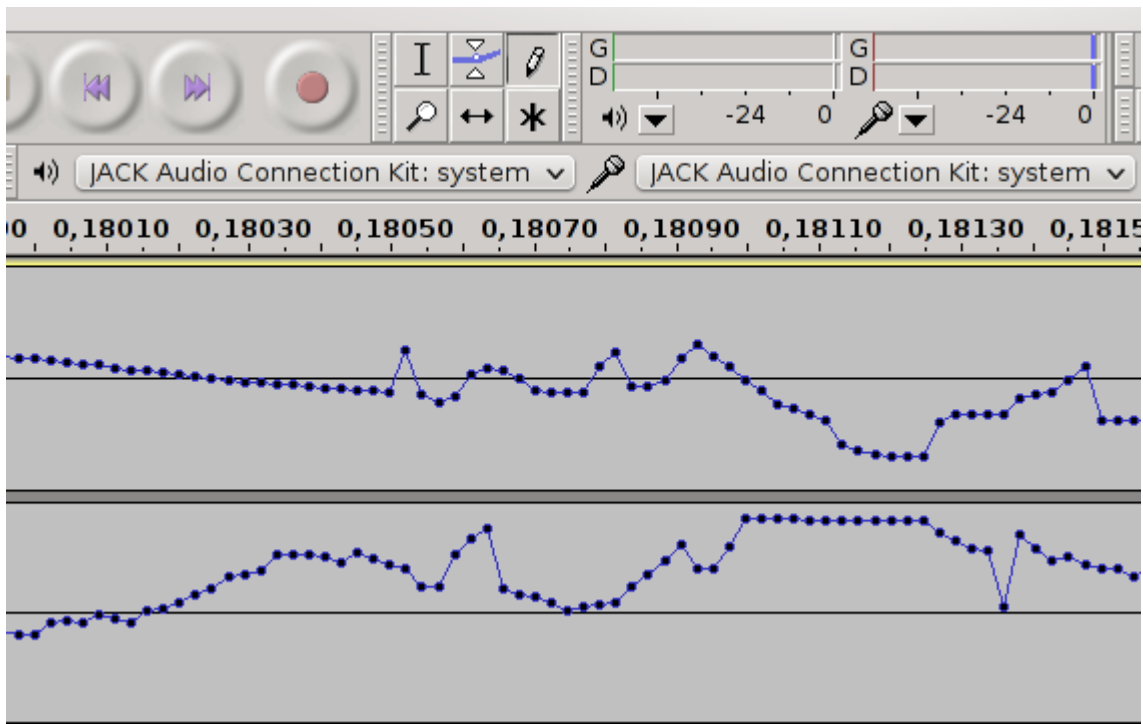 G G
D D
-24 0 -24 0
JACK Audio Connection Kit: system JACK Audio Connection Kit: system
0,18010 0,18030 0,18050 0,18070 0,18090 0,18110 0,18130